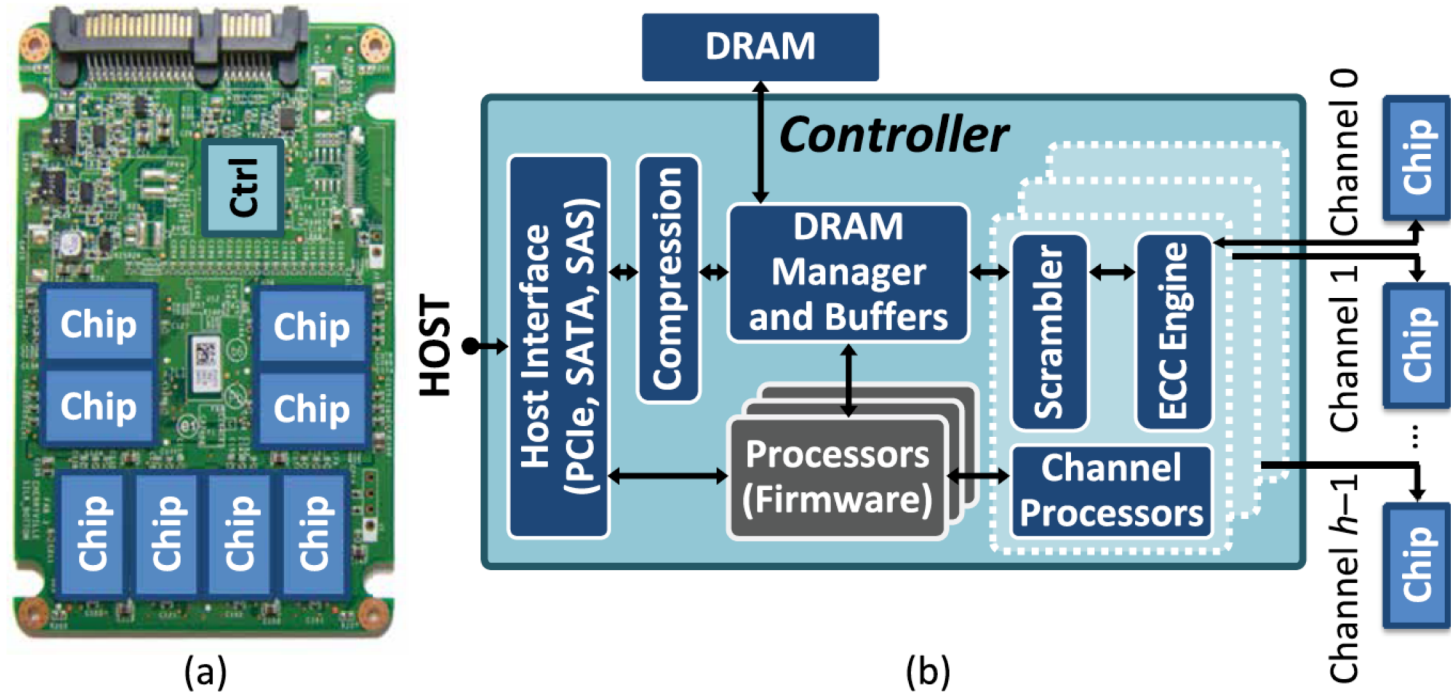 Ctrl
Chip
Chip
Chip
Chip
Chip
Chip
Chip
Chip
(a)
DRAM
Controller
HOST
Host Interface
(PCIe, SATA, SAS)
Compression
DRAM
Manager
and Buffers
Processors
(Firmware)
Scrambler
ECC Engine
Channel
Processors
Channel 0
Chip
Channel 1
Chip
...
Channel h–1
Chip
(b)